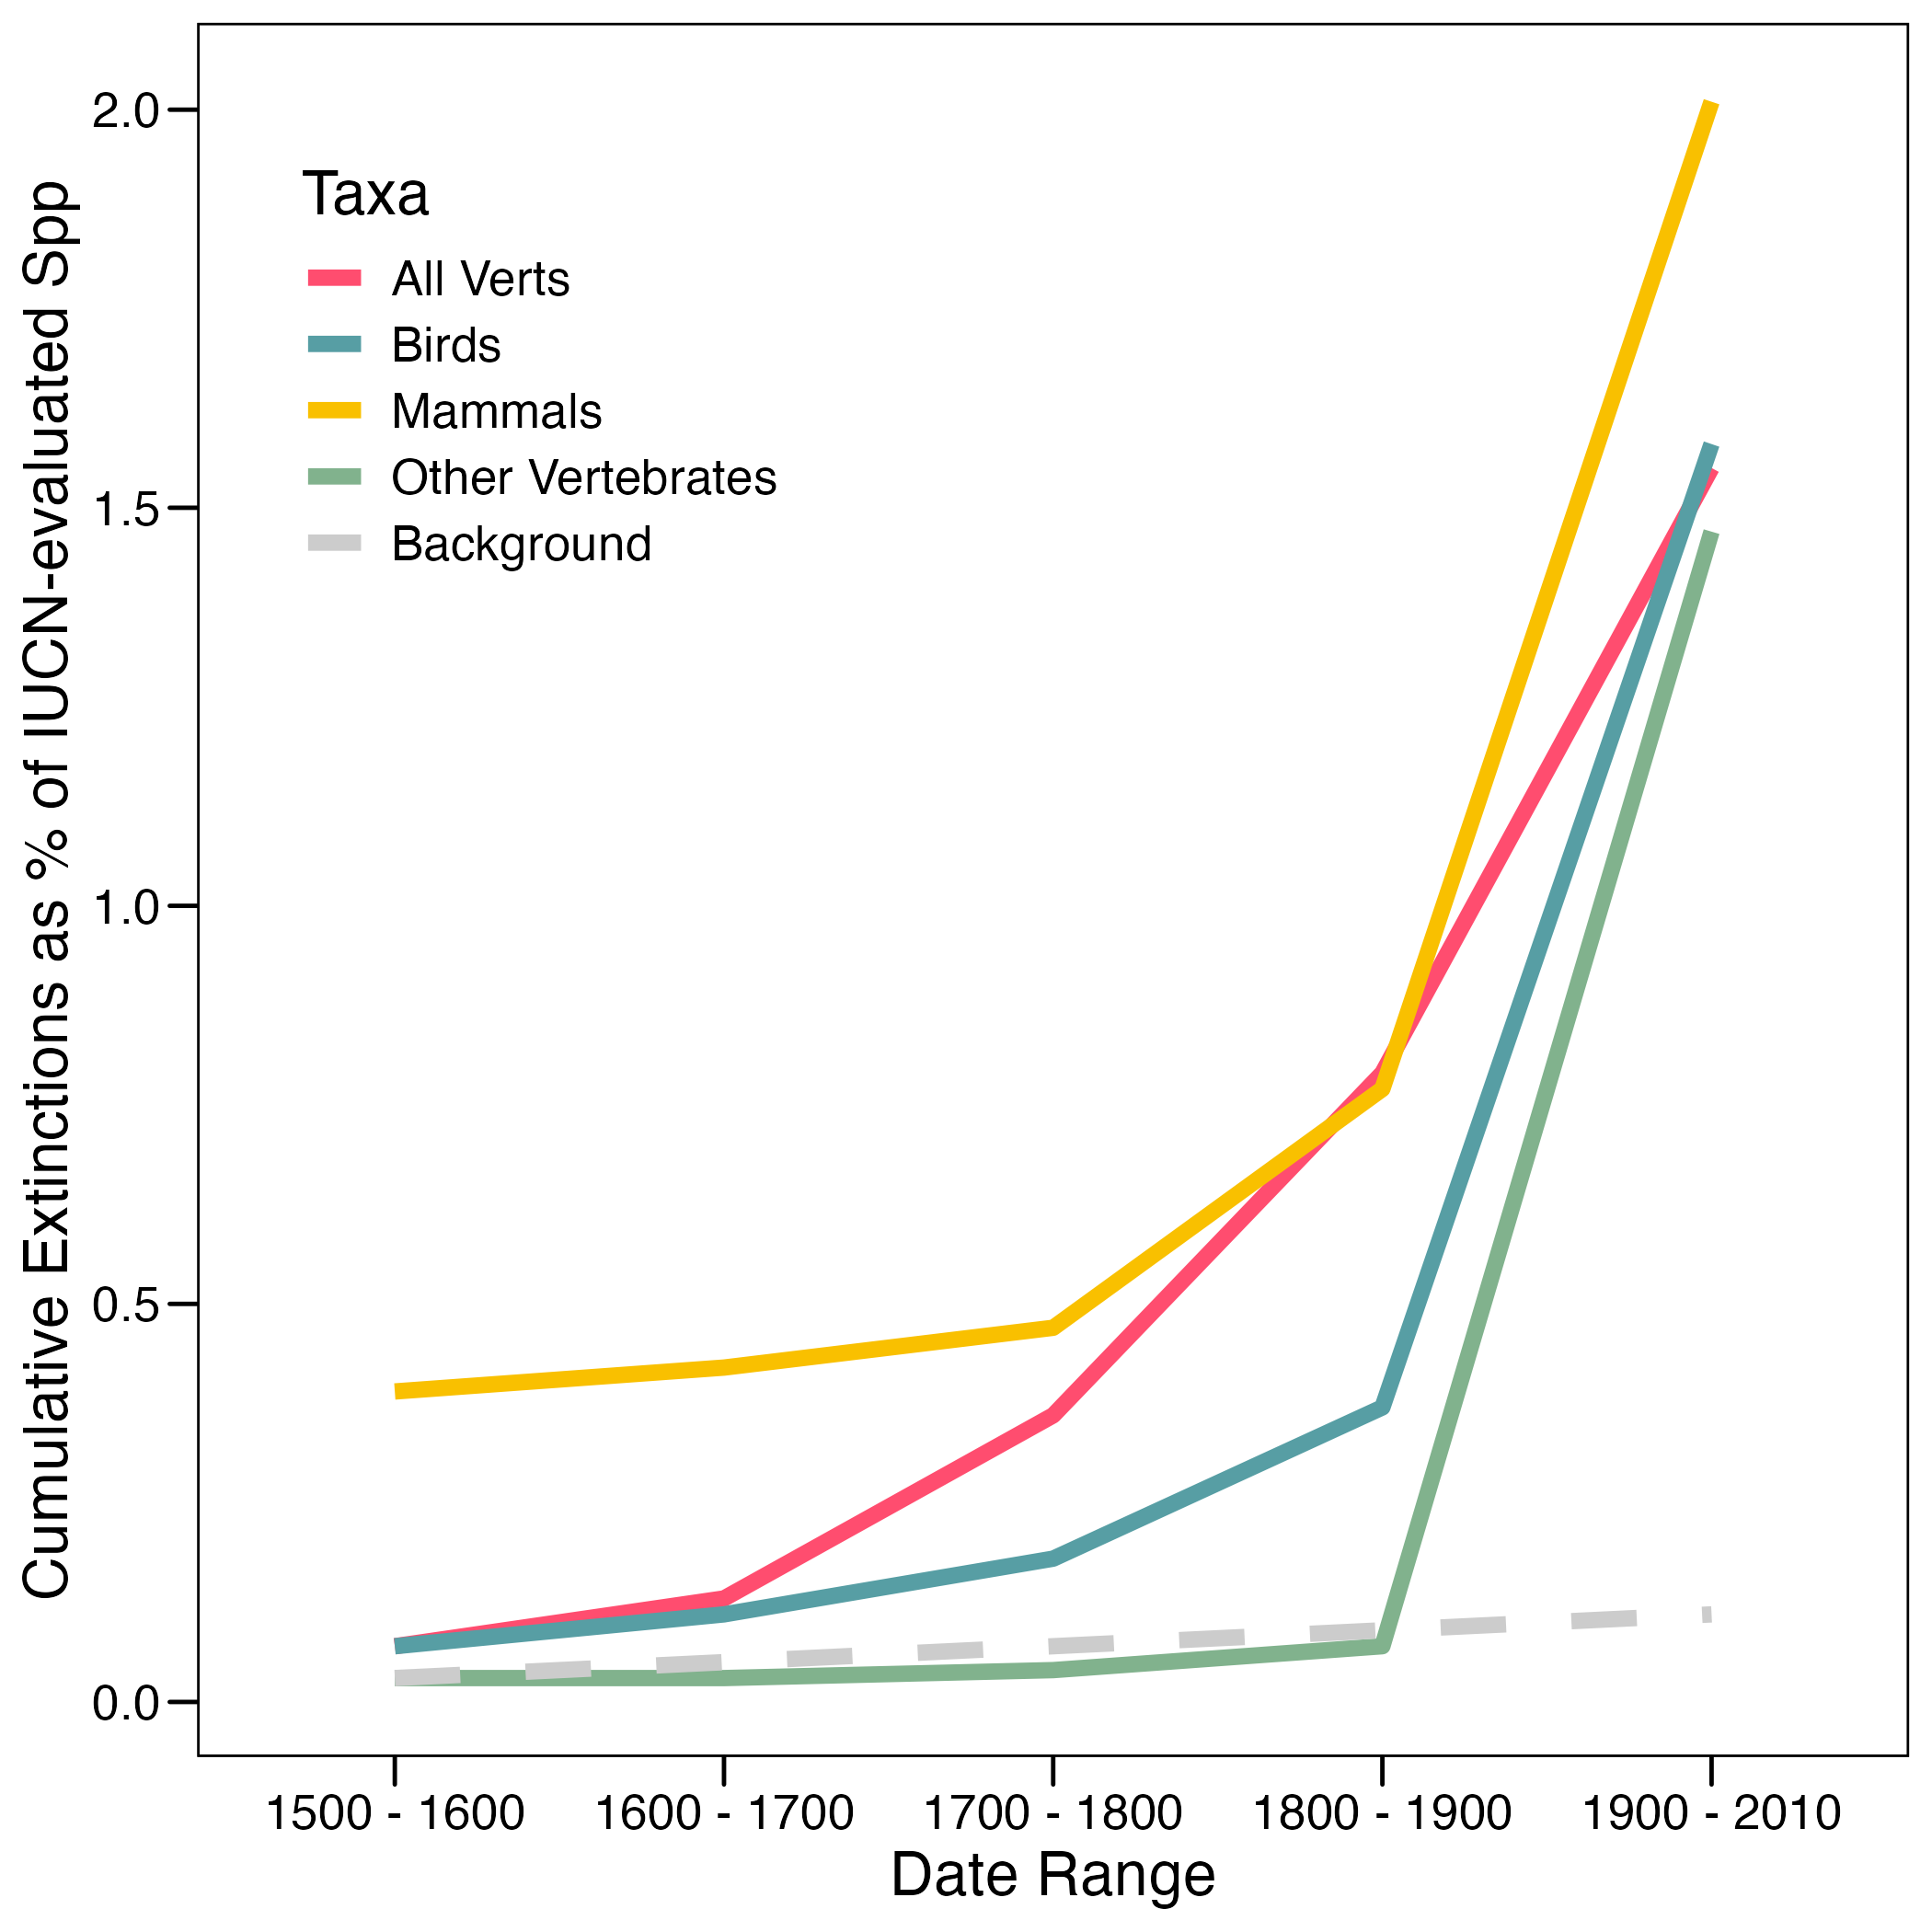 Cumulative Extinctions as % of IUCN-evaluated Spp
2.0
1.5
1.0
0.5
0.0
Taxa
All Verts
Birds
Mammals
Other Vertebrates
Background
1500 - 1600
1600 - 1700
1700 - 1800
1800 - 1900
1900 - 2010
Date Range